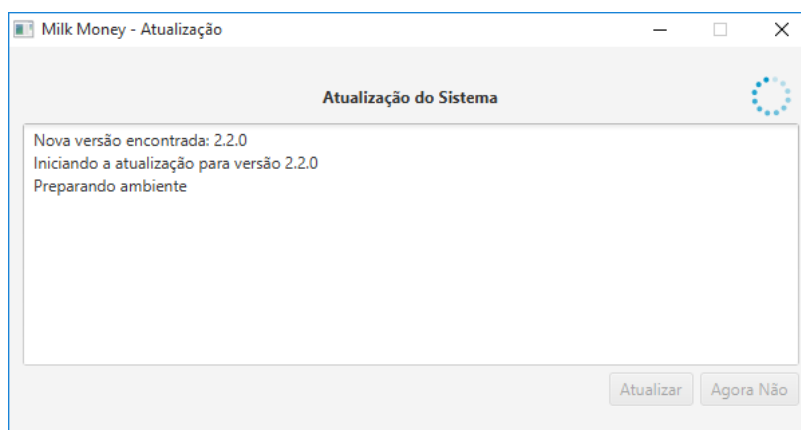 Milk Money - Atualização
Atualização do Sistema
Nova versão encontrada: 2.2.0
Iniciando a atualização para versão 2.2.0
Preparando ambiente
Atualizar
Agora Não